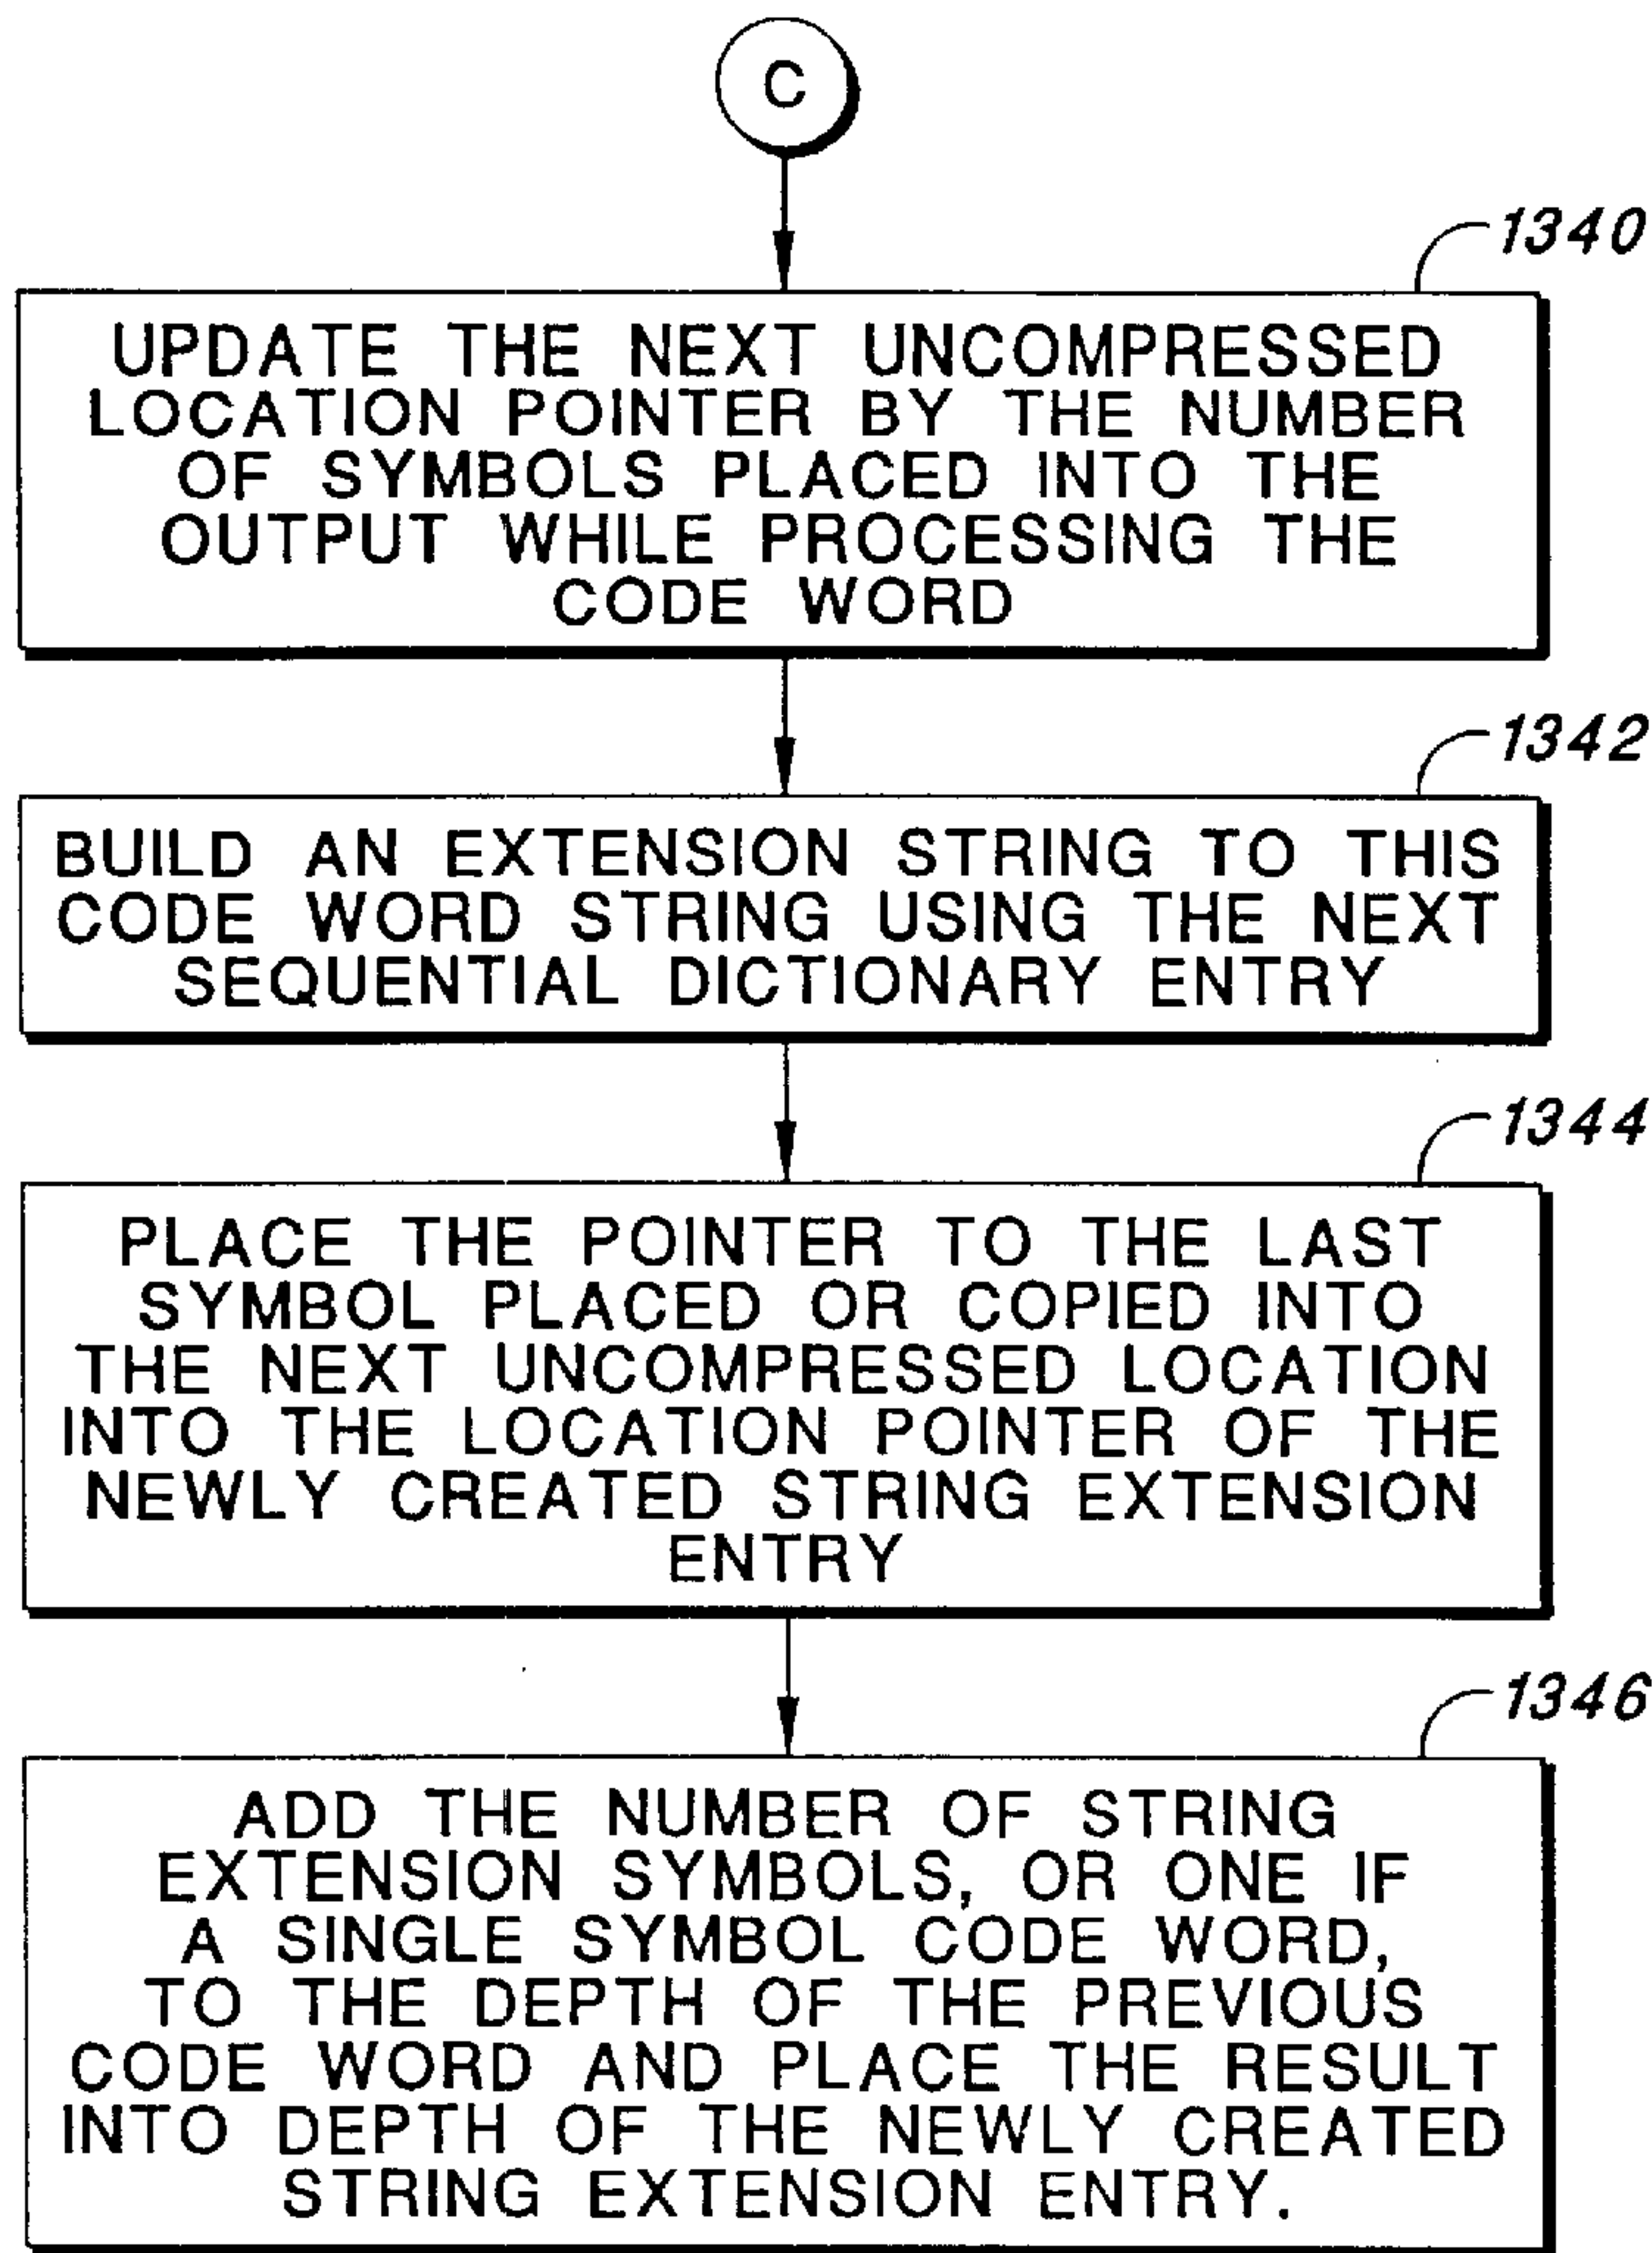 C
1340
UPDATE THE NEXT UNCOMPRESSED
LOCATION POINTER BY THE NUMBER
OF SYMBOLS PLACED INTO THE
OUTPUT WHILE PROCESSING THE
CODE WORD
1342
BUILD AN EXTENSION STRING TO THIS
CODE WORD STRING USING THE NEXT
SEQUENTIAL DICTIONARY ENTRY
1344
PLACE THE POINTER TO THE LAST
SYMBOL PLACED OR COPIED INTO
THE NEXT UNCOMPRESSED LOCATION
INTO THE LOCATION POINTER OF THE
NEWLY CREATED STRING EXTENSION
ENTRY
1346
ADD THE NUMBER OF STRING
EXTENSION SYMBOLS, OR ONE IF
A SINGLE SYMBOL CODE WORD,
TO THE DEPTH OF THE PREVIOUS
CODE WORD AND PLACE THE RESULT
INTO DEPTH OF THE NEWLY CREATED
STRING EXTENSION ENTRY.